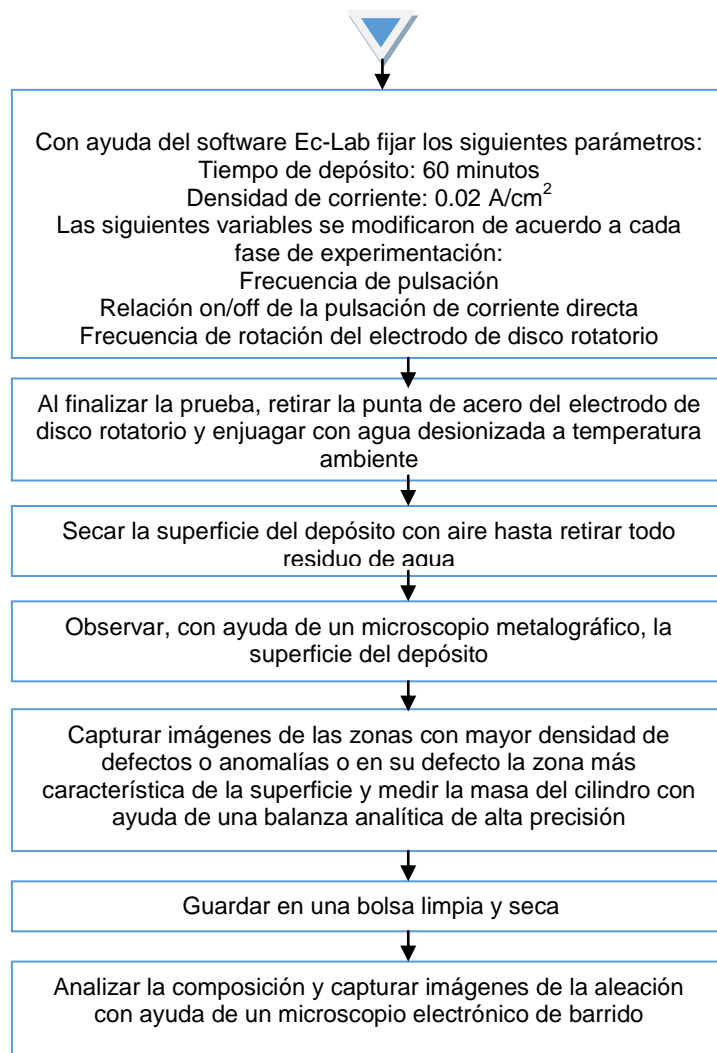 Con ayuda del software Ec-Lab fijar los siguientes parámetros:
Tiempo de depósito: 60 minutos
Densidad de corriente: 0.02 A/cm²
Las siguientes variables se modificaron de acuerdo a cada
fase de experimentación:
Frecuencia de pulsación
Relación on/off de la pulsación de corriente directa
Frecuencia de rotación del electrodo de disco rotatorio
Al finalizar la prueba, retirar la punta de acero del electrodo de
disco rotatorio y enjuagar con agua desionizada a temperatura
ambiente
Secar la superficie del depósito con aire hasta retirar todo
residuo de agua
Observar, con ayuda de un microscopio metalográfico, la
superficie del depósito
Capturar imágenes de las zonas con mayor densidad de
defectos o anomalías o en su defecto la zona más
característica de la superficie y medir la masa del cilindro con
ayuda de una balanza analítica de alta precisión
Guardar en una bolsa limpia y seca
Analizar la composición y capturar imágenes de la aleación
con ayuda de un microscopio electrónico de barrido